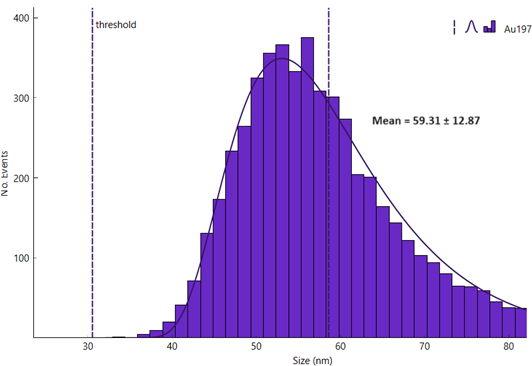 400
threshold
Au197
300
Mean = 59.31 ± 12.87
No. Events
200
100
30 40 50 60 70 80
Size (nm)